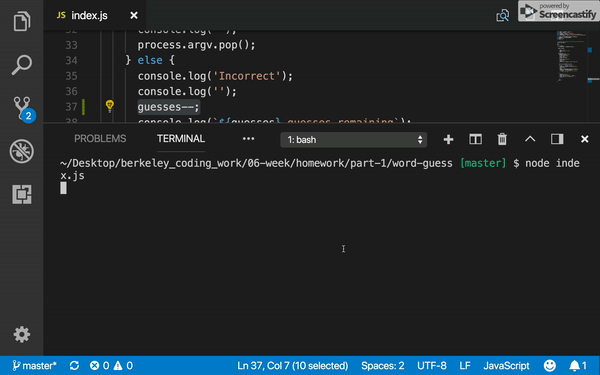 JS index.js
powered by
Screencastify
32 console.log('');
33 process.argv.pop();
34 } else {
35 console.log('Incorrect');
36 console.log('');
37 guesses--;
38 console.log(`${guesses} guesses remaining`);
2
PROBLEMS TERMINAL ••• 1: bash
~/Desktop/berkeley_coding_work/06-week/homework/part-1/word-guess [master] $ node inde
x.js
master* 0 0 Ln 37, Col 7 (10 selected) Spaces: 2 UTF-8 LF JavaScript 1